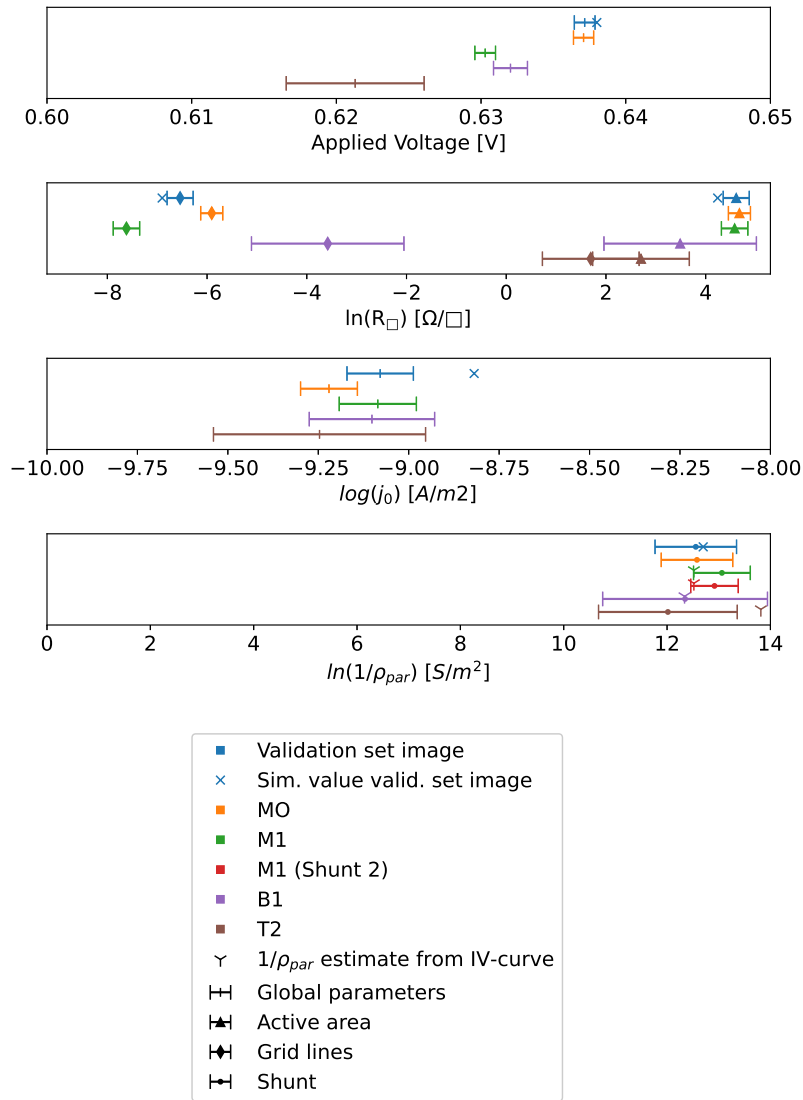 0.60 0.61 0.62 0.63 0.64 0.65
Applied Voltage [V]
−8 −6 −4 −2 0 2 4
ln(R□) [Ω/□]
−10.00 −9.75 −9.50 −9.25 −9.00 −8.75 −8.50 −8.25 −8.00
log(j₀) [A/m2]
0 2 4 6 8 10 12 14
ln(1/ρ_par) [S/m²]
Validation set image
Sim. value valid. set image
MO
M1
M1 (Shunt 2)
B1
T2
1/ρ_par estimate from IV-curve
Global parameters
Active area
Grid lines
Shunt